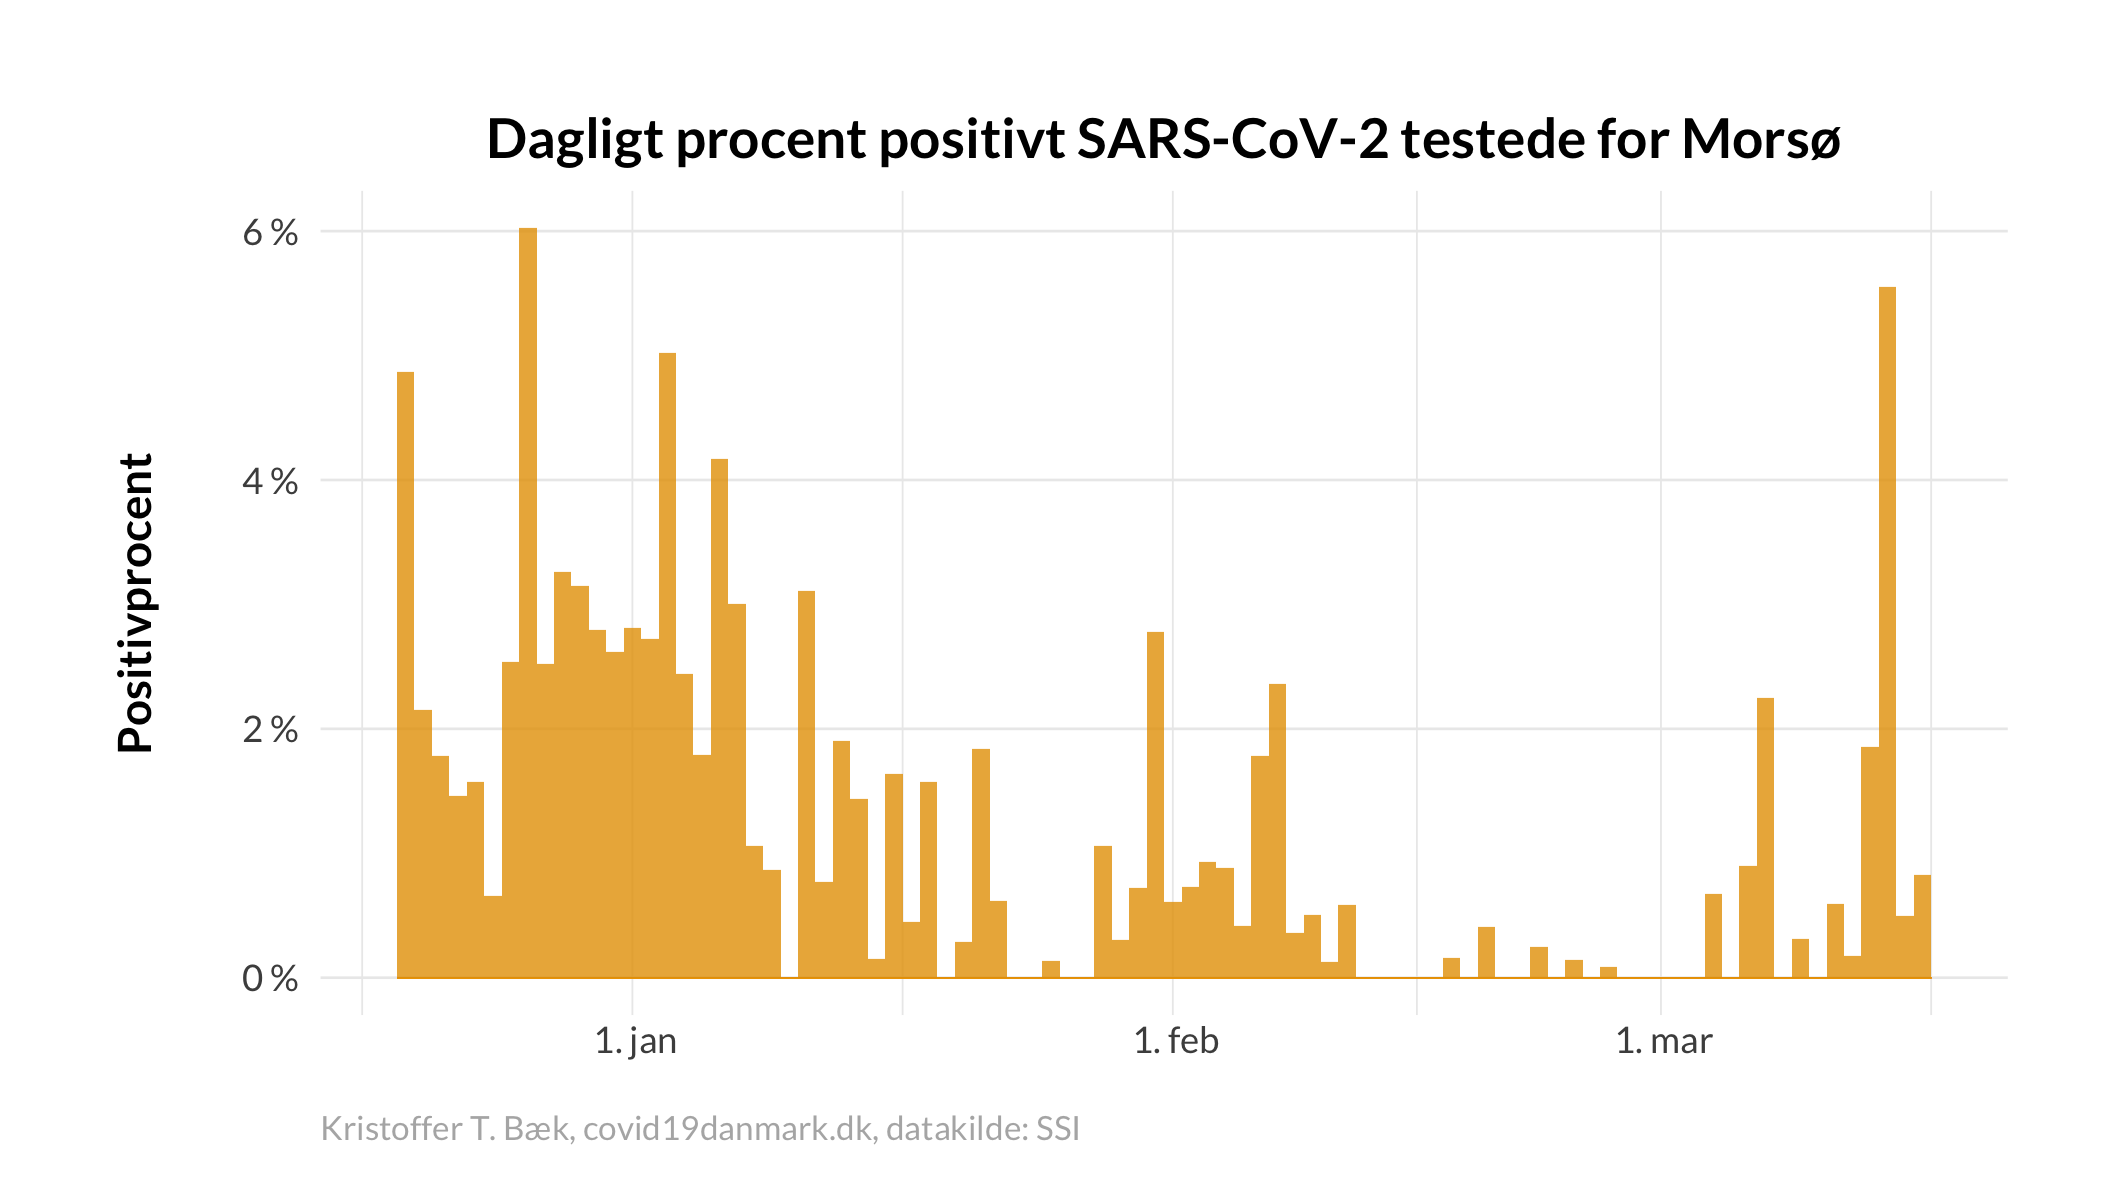 Dagligt procent positivt SARS-CoV-2 testede for Morsø
6 %
4 %
2 %
0 %
Positivprocent
1. jan
1. feb
1. mar
Kristoffer T. Bæk, covid19danmark.dk, datakilde: SSI